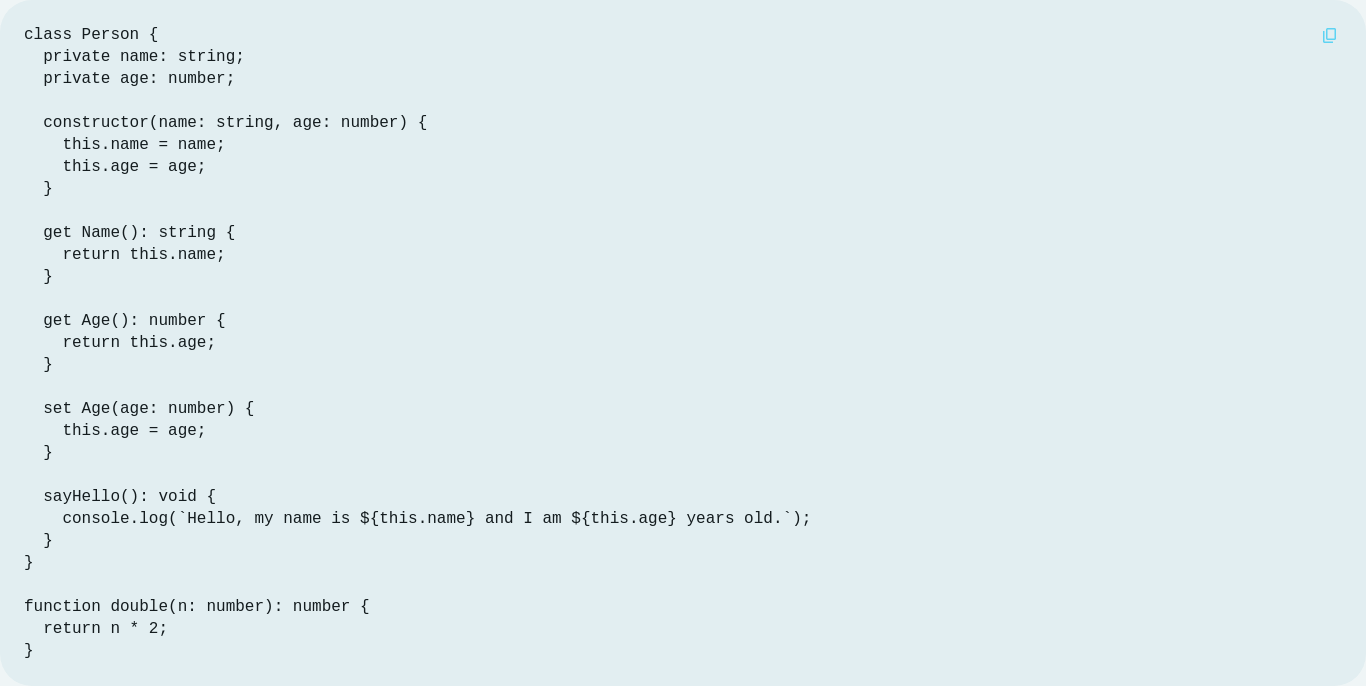 class Person {
  private name: string;
  private age: number;

  constructor(name: string, age: number) {
    this.name = name;
    this.age = age;
  }

  get Name(): string {
    return this.name;
  }

  get Age(): number {
    return this.age;
  }

  set Age(age: number) {
    this.age = age;
  }

  sayHello(): void {
    console.log(`Hello, my name is ${this.name} and I am ${this.age} years old.`);
  }
}

function double(n: number): number {
  return n * 2;
}